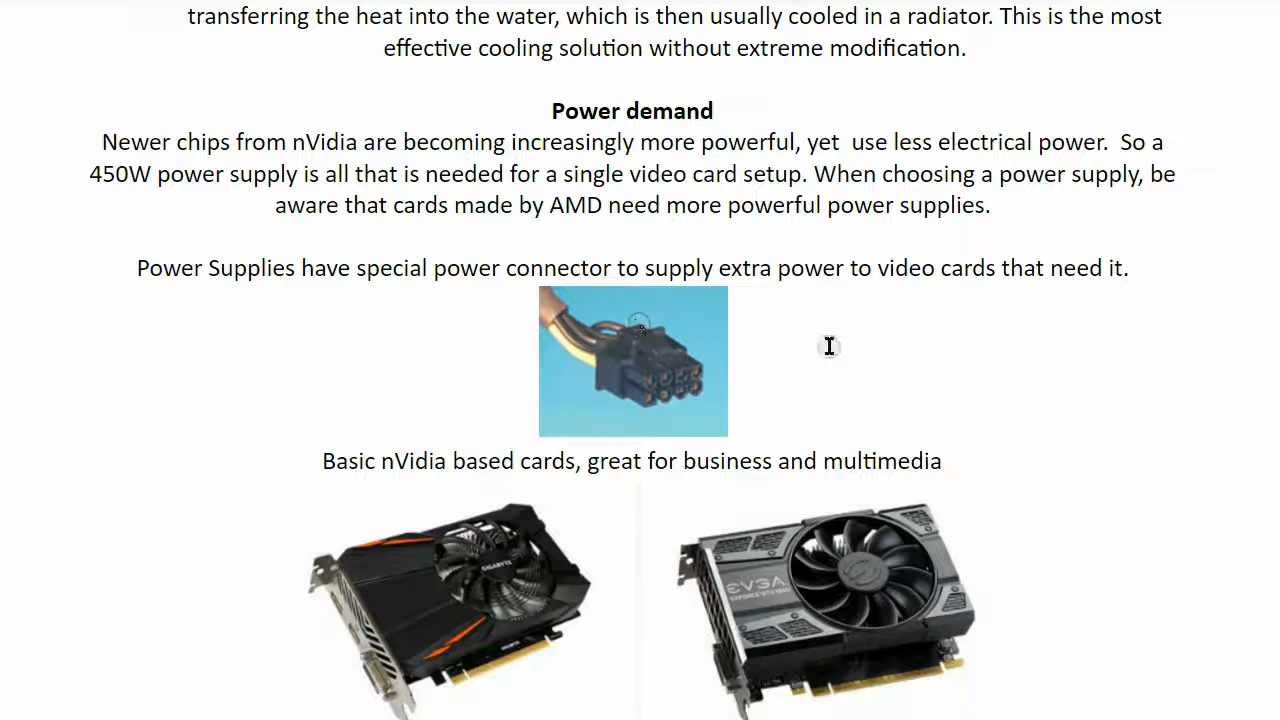 transferring the heat into the water, which is then usually cooled in a radiator. This is the most
effective cooling solution without extreme modification.
Power demand
Newer chips from nVidia are becoming increasingly more powerful, yet  use less electrical power.  So a
450W power supply is all that is needed for a single video card setup. When choosing a power supply, be
aware that cards made by AMD need more powerful power supplies.
Power Supplies have special power connector to supply extra power to video cards that need it.
Basic nVidia based cards, great for business and multimedia
GIGABYTE
EVGA